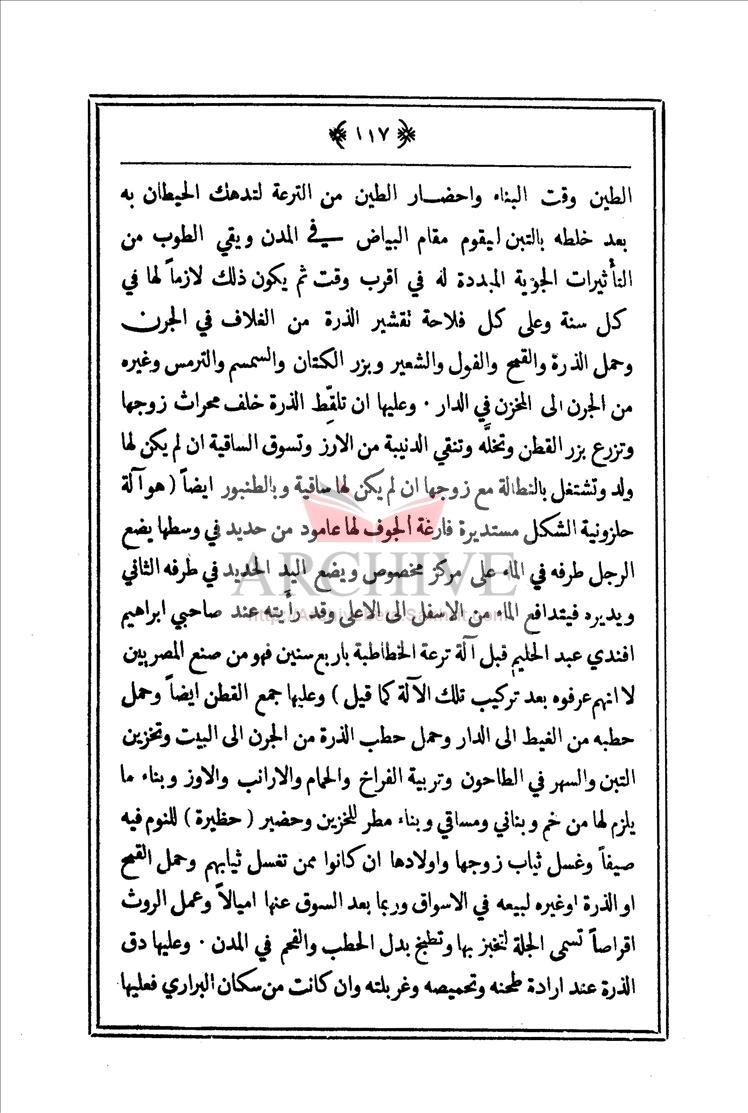 ﴿ ١١٧ ﴾
الطين وقت البناء واحضار الطين من الترعة لتدهك الحيطان به
بعد خلطه بالتبن ليقوم مقام البياض في المدن ويقي الطوب من
التأثيرات الجوية المبددة له في اقرب وقت ثم يكون ذلك لازماً لها في
كل سنة وعلى كل فلاحة تقشير الذرة من الغلاف في الجرن
وحمل الذرة والقمح والفول والشعير وبزر الكتان والسمسم والترمس وغيره
من الجرن الى المخزن في الدار . وعليها ان تلقِّط الذرة خلف محراث زوجها
وتزرع بزر القطن وتخلَّه وتنقي الدنيبة من الارز وتسوق الساقية ان لم يكن لها
ولد وتشتغل بالنطالة مع زوجها ان لم يكن لها ساقية وبالطنبور ايضاً ( هو آلة
حلزونية الشكل مستديرة فارغة الجوف لها عامود من حديد في وسطها يضع
الرجل طرفه في الماء على مركز مخصوص ويضع اليد الحديد في طرفه الثاني
ويديره فيتدافع الماء من الاسفل الى الاعلى وقد رأيته عند صاحبي ابراهيم
افندي عبد الحليم قبل آلة ترعة الخطاطبة باربع سنين فهو من صنع المصريين
لا انهم عرفوه بعد تركيب تلك الآلة كما قيل ) وعليها جمع القطن ايضاً وحمل
حطبه من الغيط الى الدار وحمل حطب الذرة من الجرن الى البيت وتخزين
التبن والسهر في الطاحون وتربية الفراخ والحمام والارانب والاوز وبناء ما
يلزم لها من خم وبناني ومساقي وبناء مطر للخزين وحضير ( حظيرة ) للنوم فيه
صيفاً وغسل ثياب زوجها واولادها ان كانوا ممن تغسل ثيابهم وحمل القمح
او الذرة او غيره لبيعه في الاسواق وربما بعد السوق عنها اميالاً وعمل الروث
اقراصاً تسمى الجلة لتخبز بها وتطبخ بدل الحطب والفحم في المدن . وعليها دق
الذرة عند ارادة طحنه وتحميصه وغربلته وان كانت من سكان البراري فعليها
ARCHIVE